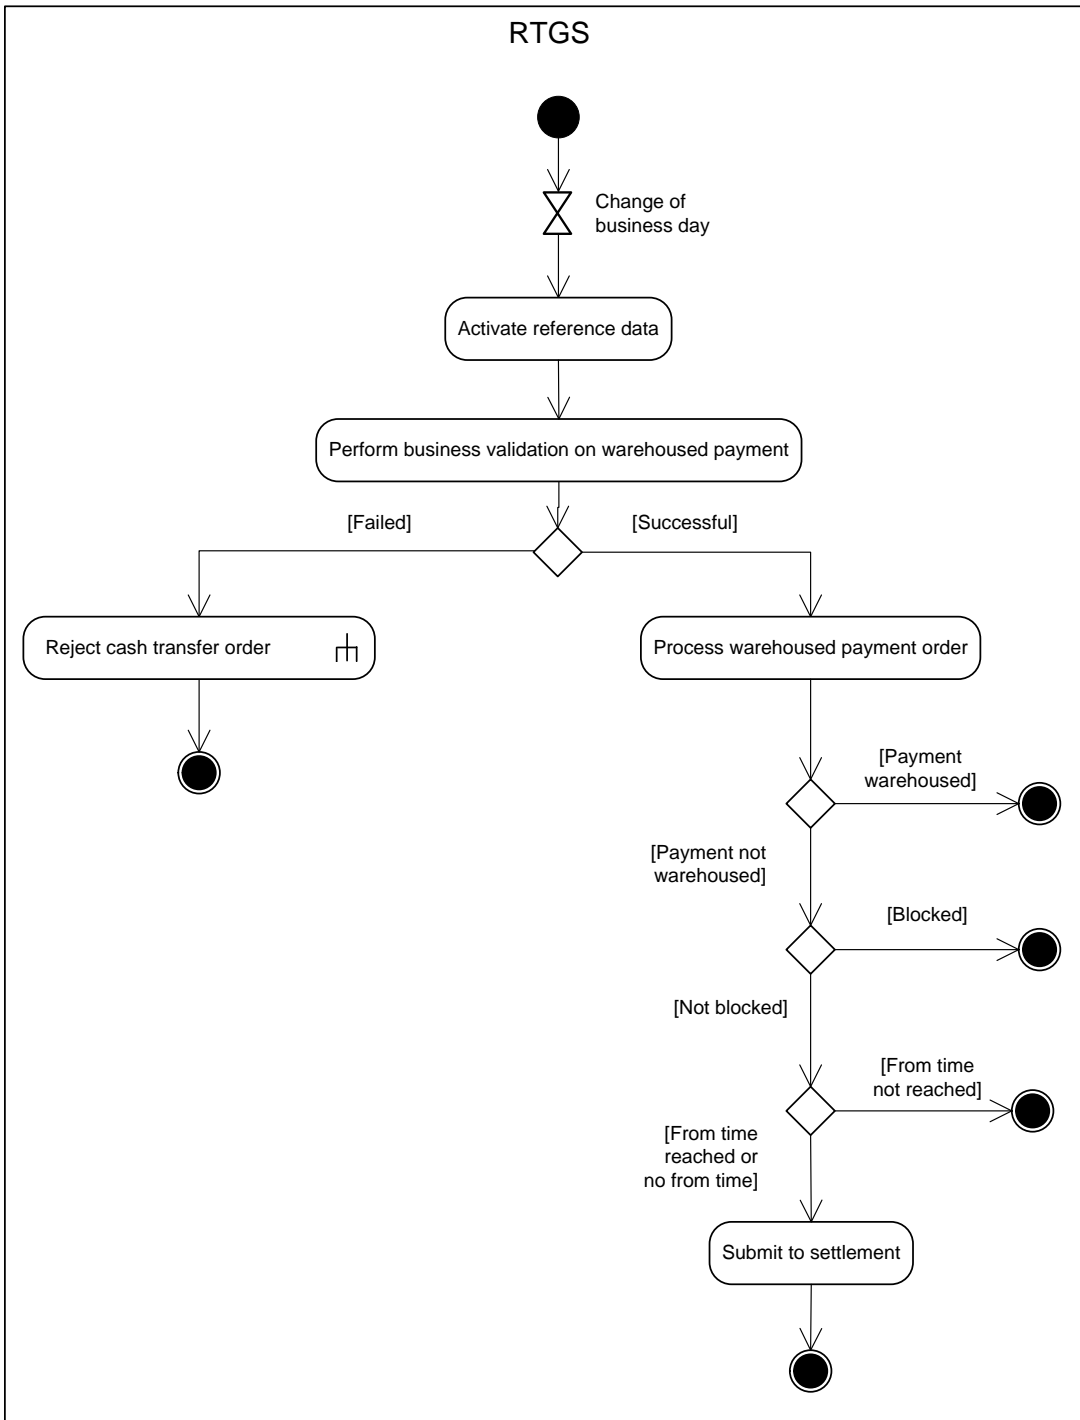 RTGS
Change of
business day
Activate reference data
Perform business validation on warehoused payment
[Failed]
[Successful]
Reject cash transfer order
Process warehoused payment order
[Payment
warehoused]
[Payment not
warehoused]
[Blocked]
[Not blocked]
[From time
not reached]
[From time
reached or
no from time]
Submit to settlement